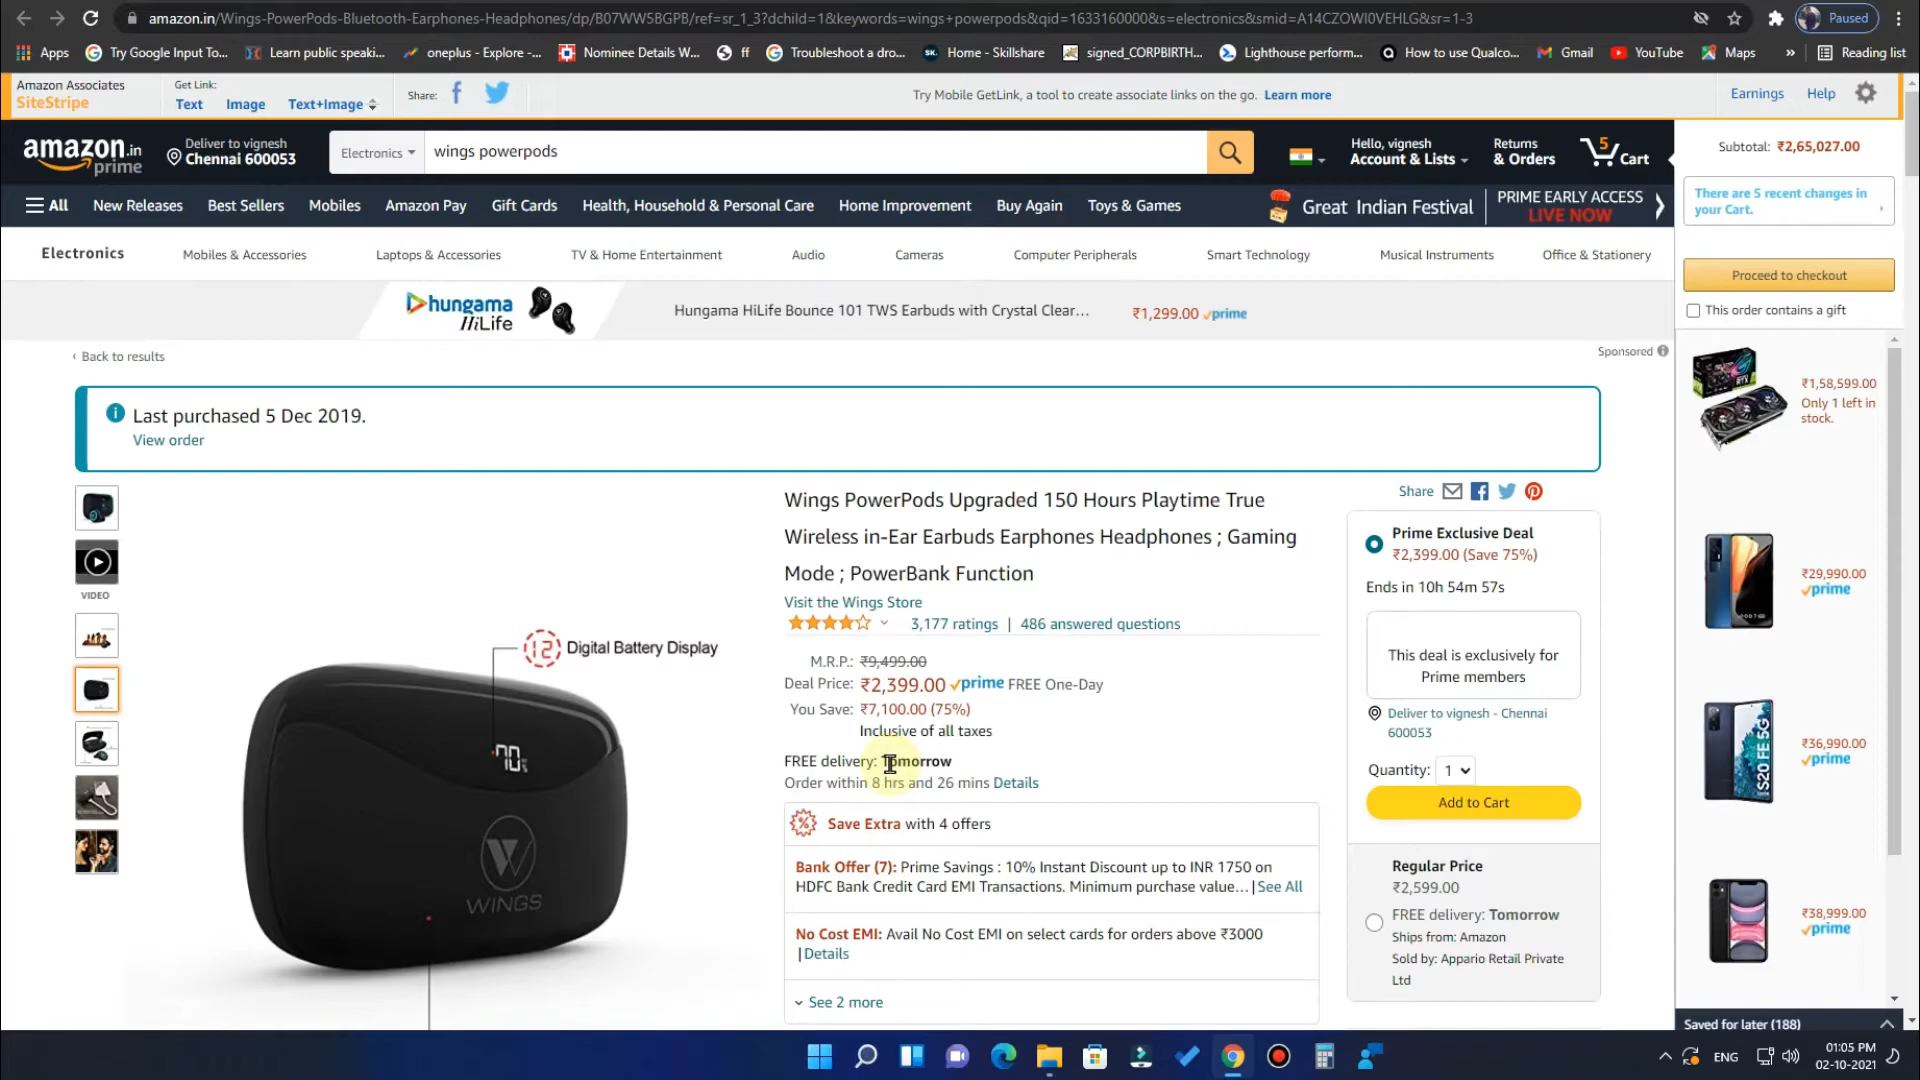 amazon.in/Wings-PowerPods-Bluetooth-Earphones-Headphones/dp/B07WW5BGPB/ref=sr_1_3?dchild=1&keywords=wings+powerpods&qid=1633160000&s=electronics&smid=A14CZOWI0VEHLG&sr=1-3
Paused
Apps
Try Google Input To...
Learn public speaki...
oneplus - Explore -...
Nominee Details W...
ff
Troubleshoot a dro...
Home - Skillshare
signed_CORPBIRTH...
Lighthouse perform...
How to use Qualco...
Gmail
YouTube
Maps
»
Reading list
Amazon Associates
SiteStripe
Get Link:
Text
Image
Text+Image
Share:
Try Mobile GetLink, a tool to create associate links on the go. Learn more
Earnings
Help
amazon.in
prime
Deliver to vignesh
Chennai 600053
Electronics
wings powerpods
Hello, vignesh
Account & Lists
Returns
& Orders
5
Cart
Subtotal: ₹2,65,027.00
There are 5 recent changes in
your Cart.
Proceed to checkout
This order contains a gift
All
New Releases
Best Sellers
Mobiles
Amazon Pay
Gift Cards
Health, Household & Personal Care
Home Improvement
Buy Again
Toys & Games
Great Indian Festival
PRIME EARLY ACCESS
LIVE NOW
Electronics
Mobiles & Accessories
Laptops & Accessories
TV & Home Entertainment
Audio
Cameras
Computer Peripherals
Smart Technology
Musical Instruments
Office & Stationery
hungama
HiLife
Hungama HiLife Bounce 101 TWS Earbuds with Crystal Clear...
₹1,299.00 prime
‹ Back to results
Sponsored
Last purchased 5 Dec 2019.
View order
VIDEO
12 Digital Battery Display
70%
W
WINGS
Wings PowerPods Upgraded 150 Hours Playtime True
Wireless in-Ear Earbuds Earphones Headphones ; Gaming
Mode ; PowerBank Function
Visit the Wings Store
3,177 ratings | 486 answered questions
M.R.P.: ₹9,499.00
Deal Price: ₹2,399.00 prime FREE One-Day
You Save: ₹7,100.00 (75%)
Inclusive of all taxes
FREE delivery: Tomorrow
Order within 8 hrs and 26 mins Details
Save Extra with 4 offers
Bank Offer (7): Prime Savings : 10% Instant Discount up to INR 1750 on
HDFC Bank Credit Card EMI Transactions. Minimum purchase value... | See All
No Cost EMI: Avail No Cost EMI on select cards for orders above ₹3000
| Details
See 2 more
Share
Prime Exclusive Deal
₹2,399.00 (Save 75%)
Ends in 10h 54m 57s
This deal is exclusively for
Prime members
Deliver to vignesh - Chennai
600053
Quantity: 1
Add to Cart
Regular Price
₹2,599.00
FREE delivery: Tomorrow
Ships from: Amazon
Sold by: Appario Retail Private
Ltd
₹1,58,599.00
Only 1 left in
stock.
₹29,990.00
prime
S20 FE 5G
₹36,990.00
prime
₹38,999.00
prime
Saved for later (188)
ENG
01:05 PM
02-10-2021